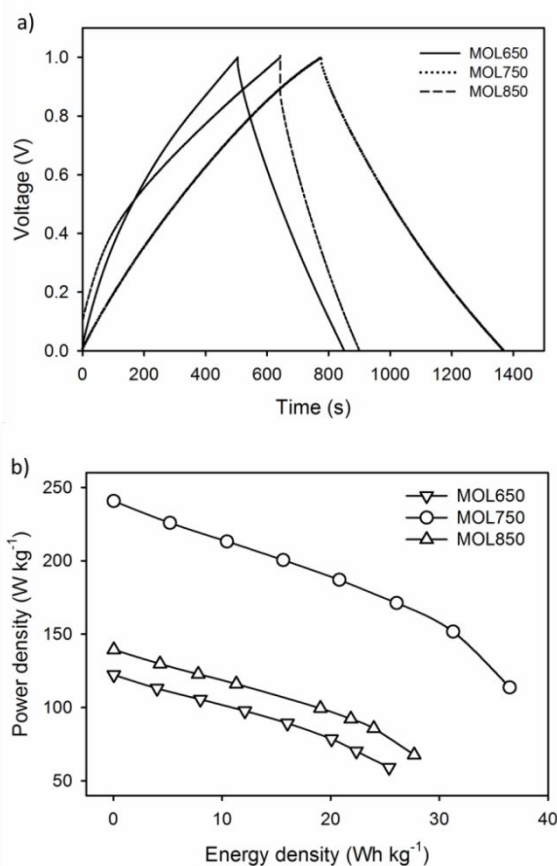 a)
1.0
0.8
0.6
0.4
0.2
0.0
Voltage (V)
MOL650
MOL750
MOL850
0 200 400 600 800 1000 1200 1400
Time (s)
b)
250
200
150
100
50
Power density (W kg⁻¹)
MOL650
MOL750
MOL850
0 10 20 30 40
Energy density (Wh kg⁻¹)